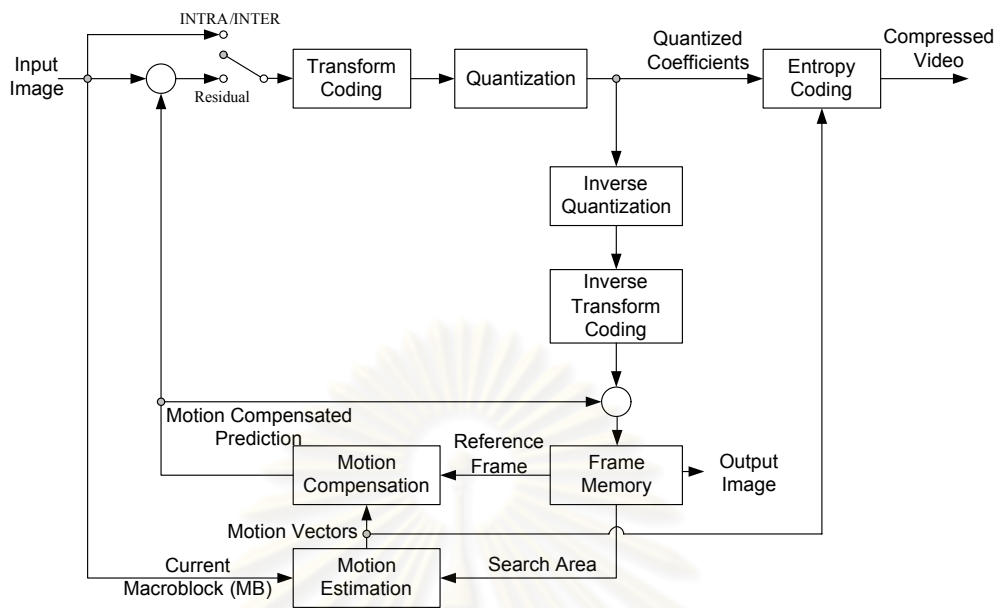 INTRA/INTER
Input
Image
Residual
Transform
Coding
Quantization
Quantized
Coefficients
Entropy
Coding
Compressed
Video
Inverse
Quantization
Inverse
Transform
Coding
Motion Compensated
Prediction
Motion
Compensation
Reference
Frame
Frame
Memory
Output
Image
Motion Vectors
Current
Macroblock (MB)
Motion
Estimation
Search Area